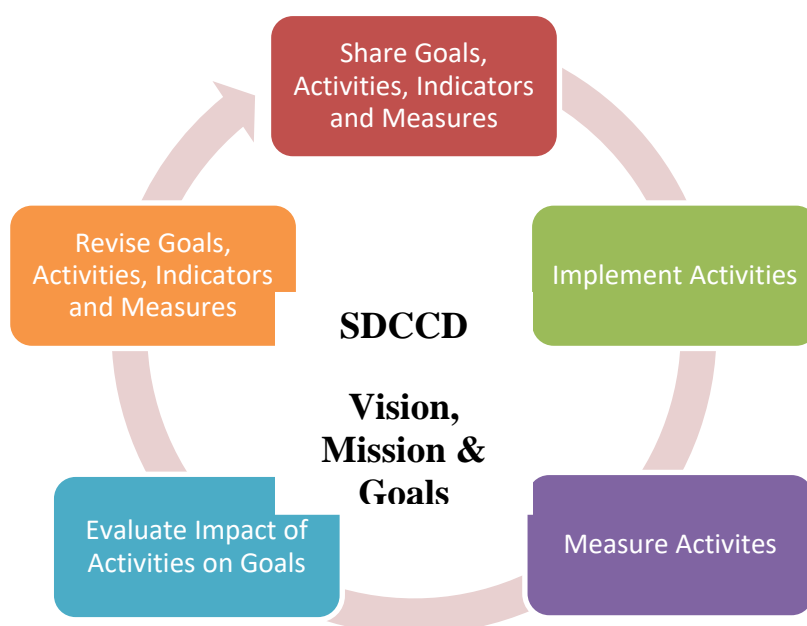 Share Goals,
Activities, Indicators
and Measures
Implement Activities
Measure Activites
Evaluate Impact of
Activities on Goals
Revise Goals,
Activities, Indicators
and Measures
SDCCD
Vision,
Mission &
Goals